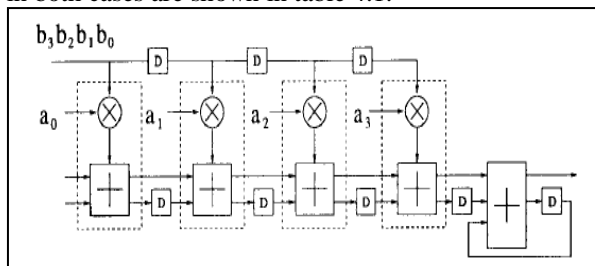 in both cases are shown in table 4.1.
b₃b₂b₁b₀
D D D
a₀ a₁ a₂ a₃
D D D D D